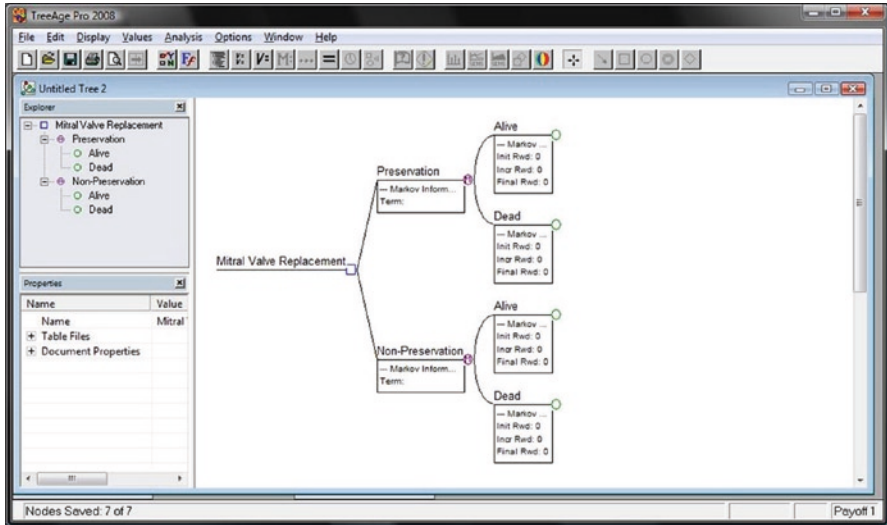 TreeAge Pro 2008
File Edit Display Values Analysis Options Window Help
Untitled Tree 2
Explorer
Mitral Valve Replacement
Preservation
Alive
Dead
Non-Preservation
Alive
Dead
Properties
Name Value
Name Mitral
Table Files
Document Properties
Mitral Valve Replacement
Preservation
--- Markov Inform...
Term:
Alive
--- Markov ...
Init Rwd: 0
Incr Rwd: 0
Final Rwd: 0
Dead
--- Markov ...
Init Rwd: 0
Incr Rwd: 0
Final Rwd: 0
Non-Preservation
--- Markov Inform...
Term:
Alive
--- Markov ...
Init Rwd: 0
Incr Rwd: 0
Final Rwd: 0
Dead
--- Markov ...
Init Rwd: 0
Incr Rwd: 0
Final Rwd: 0
Nodes Saved: 7 of 7 Payoff 1